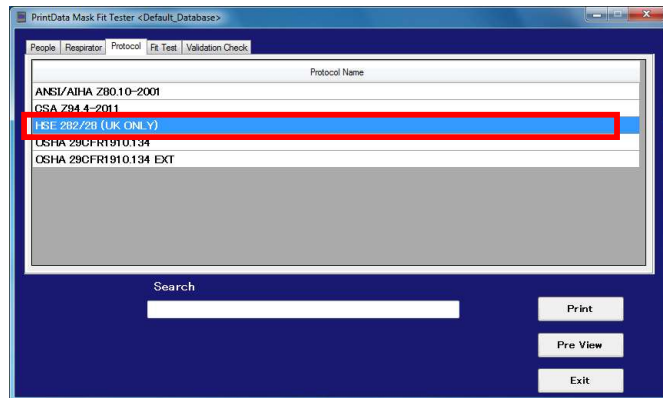 PrintData Mask Fit Tester <Default_Database>
People Respirator Protocol Fit Test Validation Check
Protocol Name
ANSI/AIHA Z80.10-2001
CSA Z94.4-2011
HSE 282/28 (UK ONLY)
OSHA 29CFR1910.134
OSHA 29CFR1910.134 EXT
Search
Print
Pre View
Exit